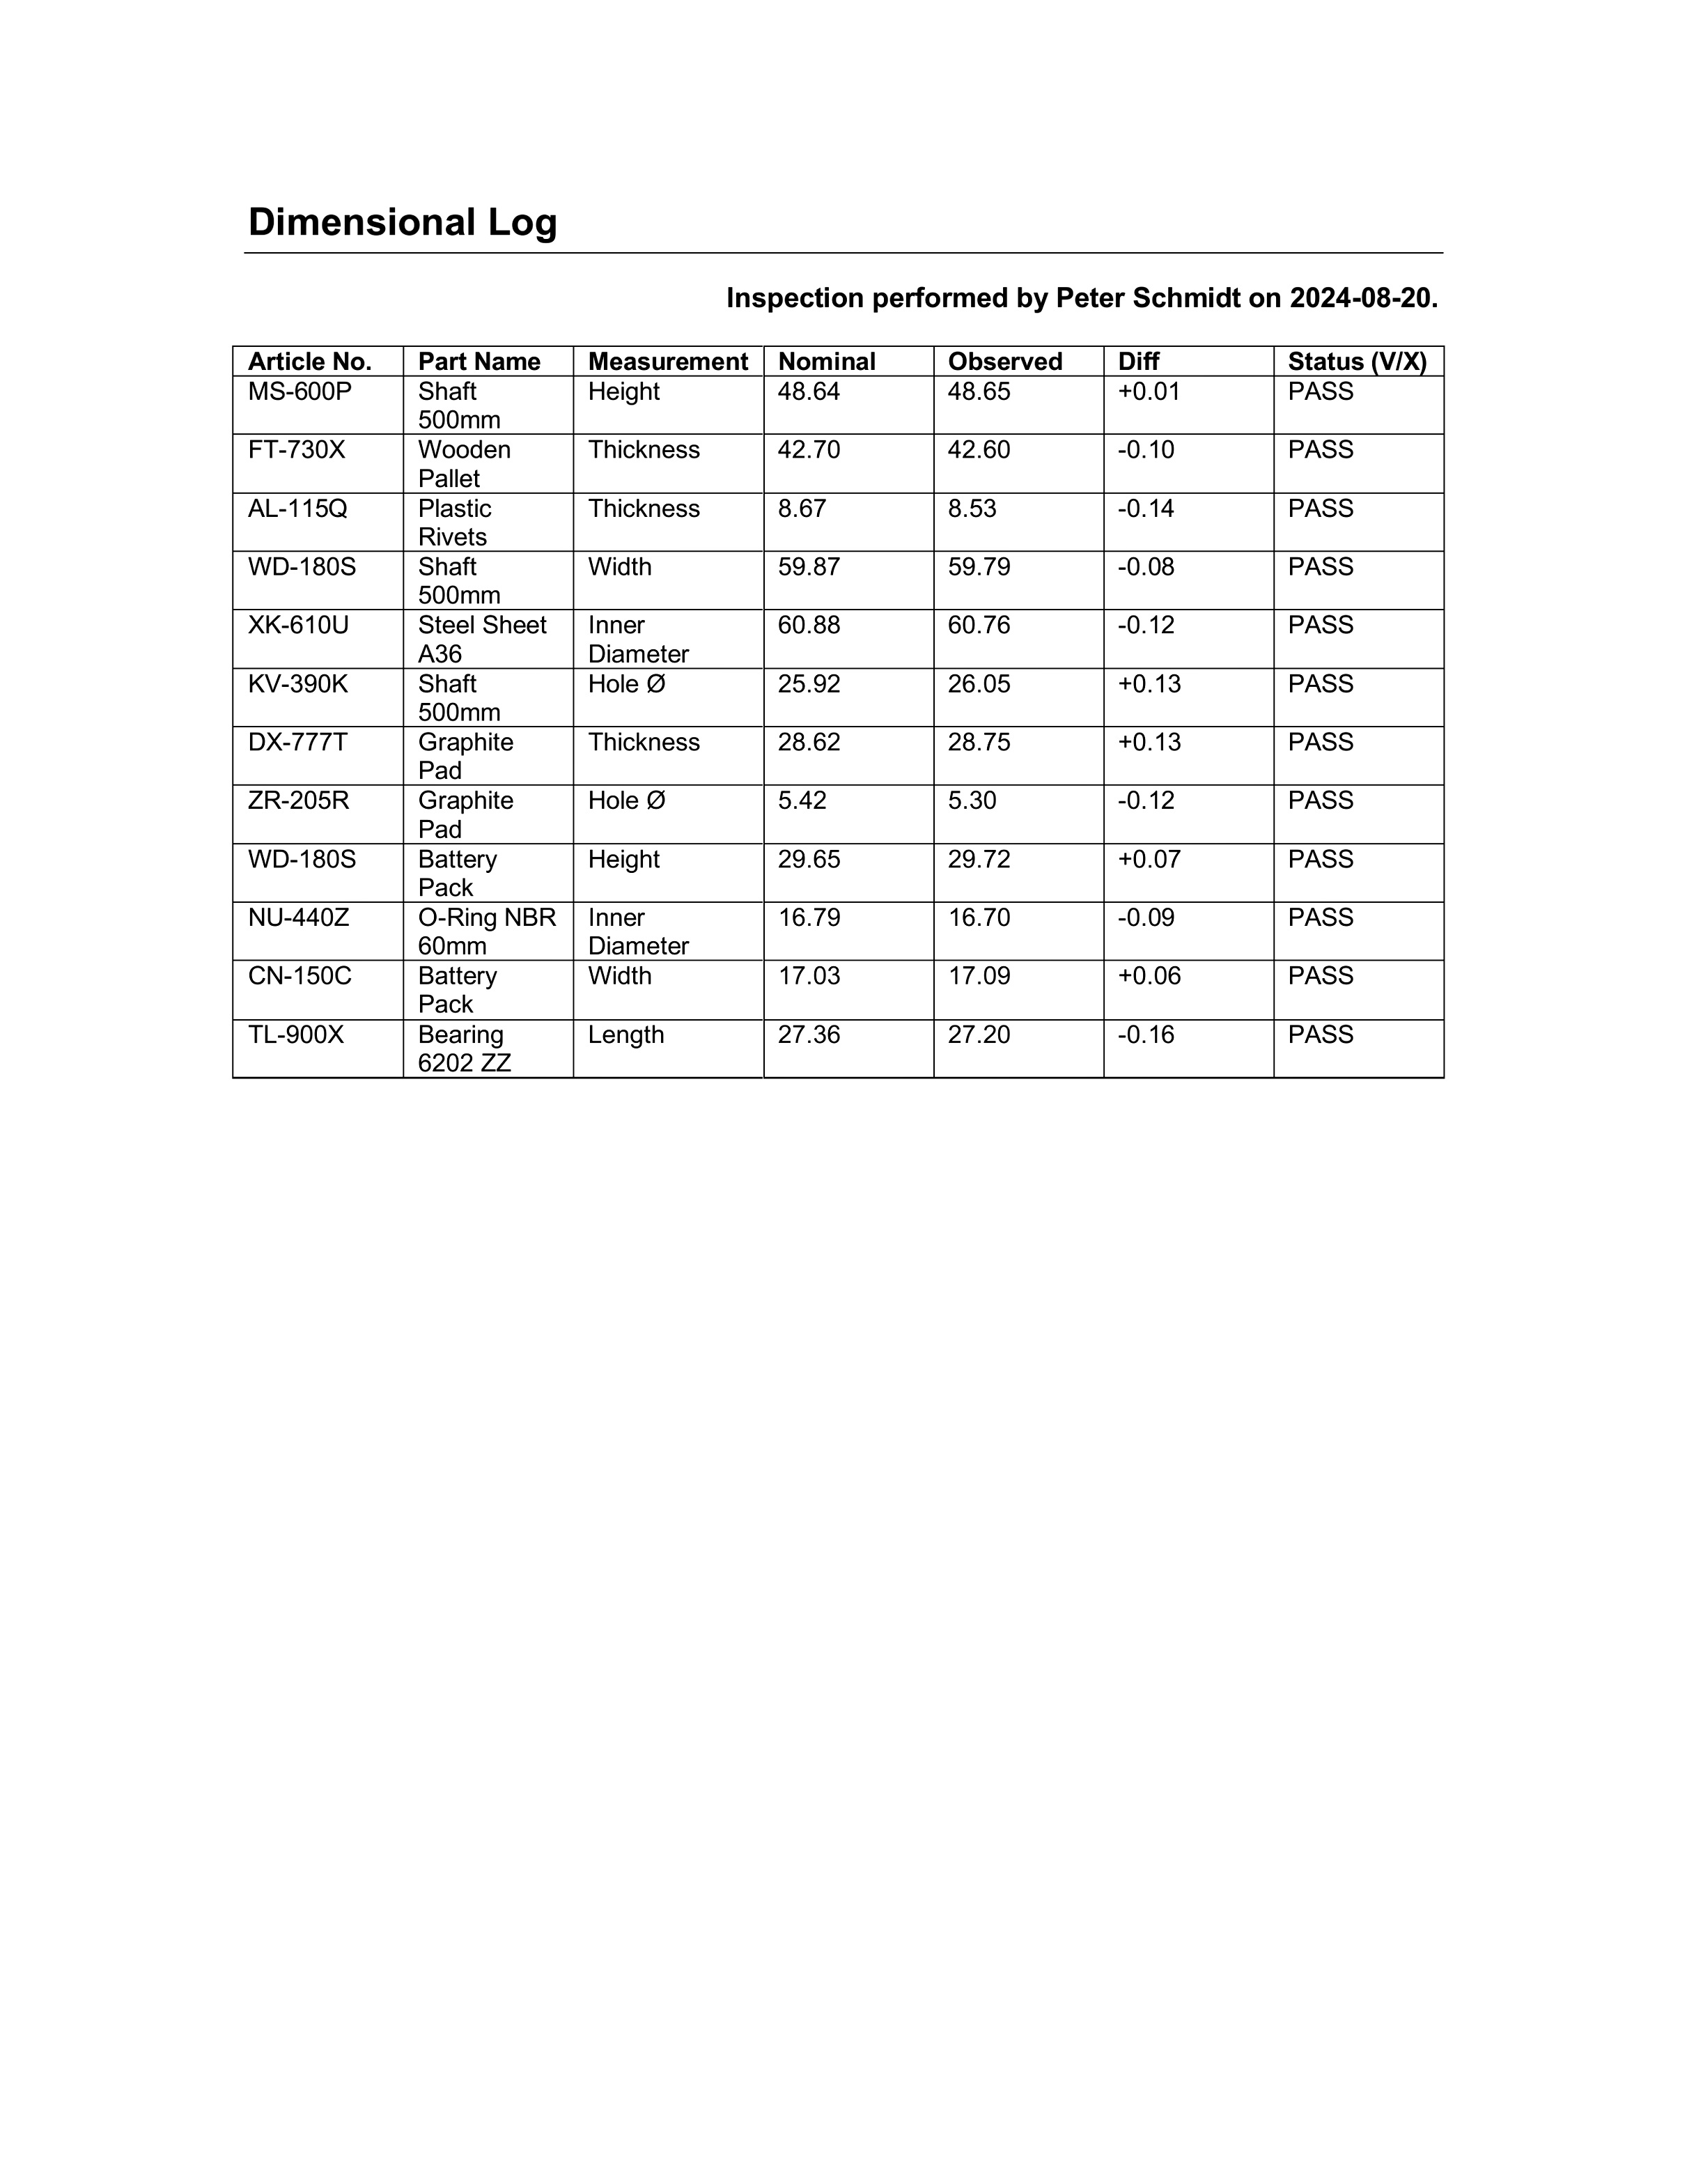 Dimensional Log
Inspection performed by Peter Schmidt on 2024-08-20.
Article No. Part Name Measurement Nominal Observed Diff Status (V/X)
MS-600P Shaft 500mm Height 48.64 48.65 +0.01 PASS
FT-730X Wooden Pallet Thickness 42.70 42.60 -0.10 PASS
AL-115Q Plastic Rivets Thickness 8.67 8.53 -0.14 PASS
WD-180S Shaft 500mm Width 59.87 59.79 -0.08 PASS
XK-610U Steel Sheet A36 Inner Diameter 60.88 60.76 -0.12 PASS
KV-390K Shaft 500mm Hole Ø 25.92 26.05 +0.13 PASS
DX-777T Graphite Pad Thickness 28.62 28.75 +0.13 PASS
ZR-205R Graphite Pad Hole Ø 5.42 5.30 -0.12 PASS
WD-180S Battery Pack Height 29.65 29.72 +0.07 PASS
NU-440Z O-Ring NBR 60mm Inner Diameter 16.79 16.70 -0.09 PASS
CN-150C Battery Pack Width 17.03 17.09 +0.06 PASS
TL-900X Bearing 6202 ZZ Length 27.36 27.20 -0.16 PASS